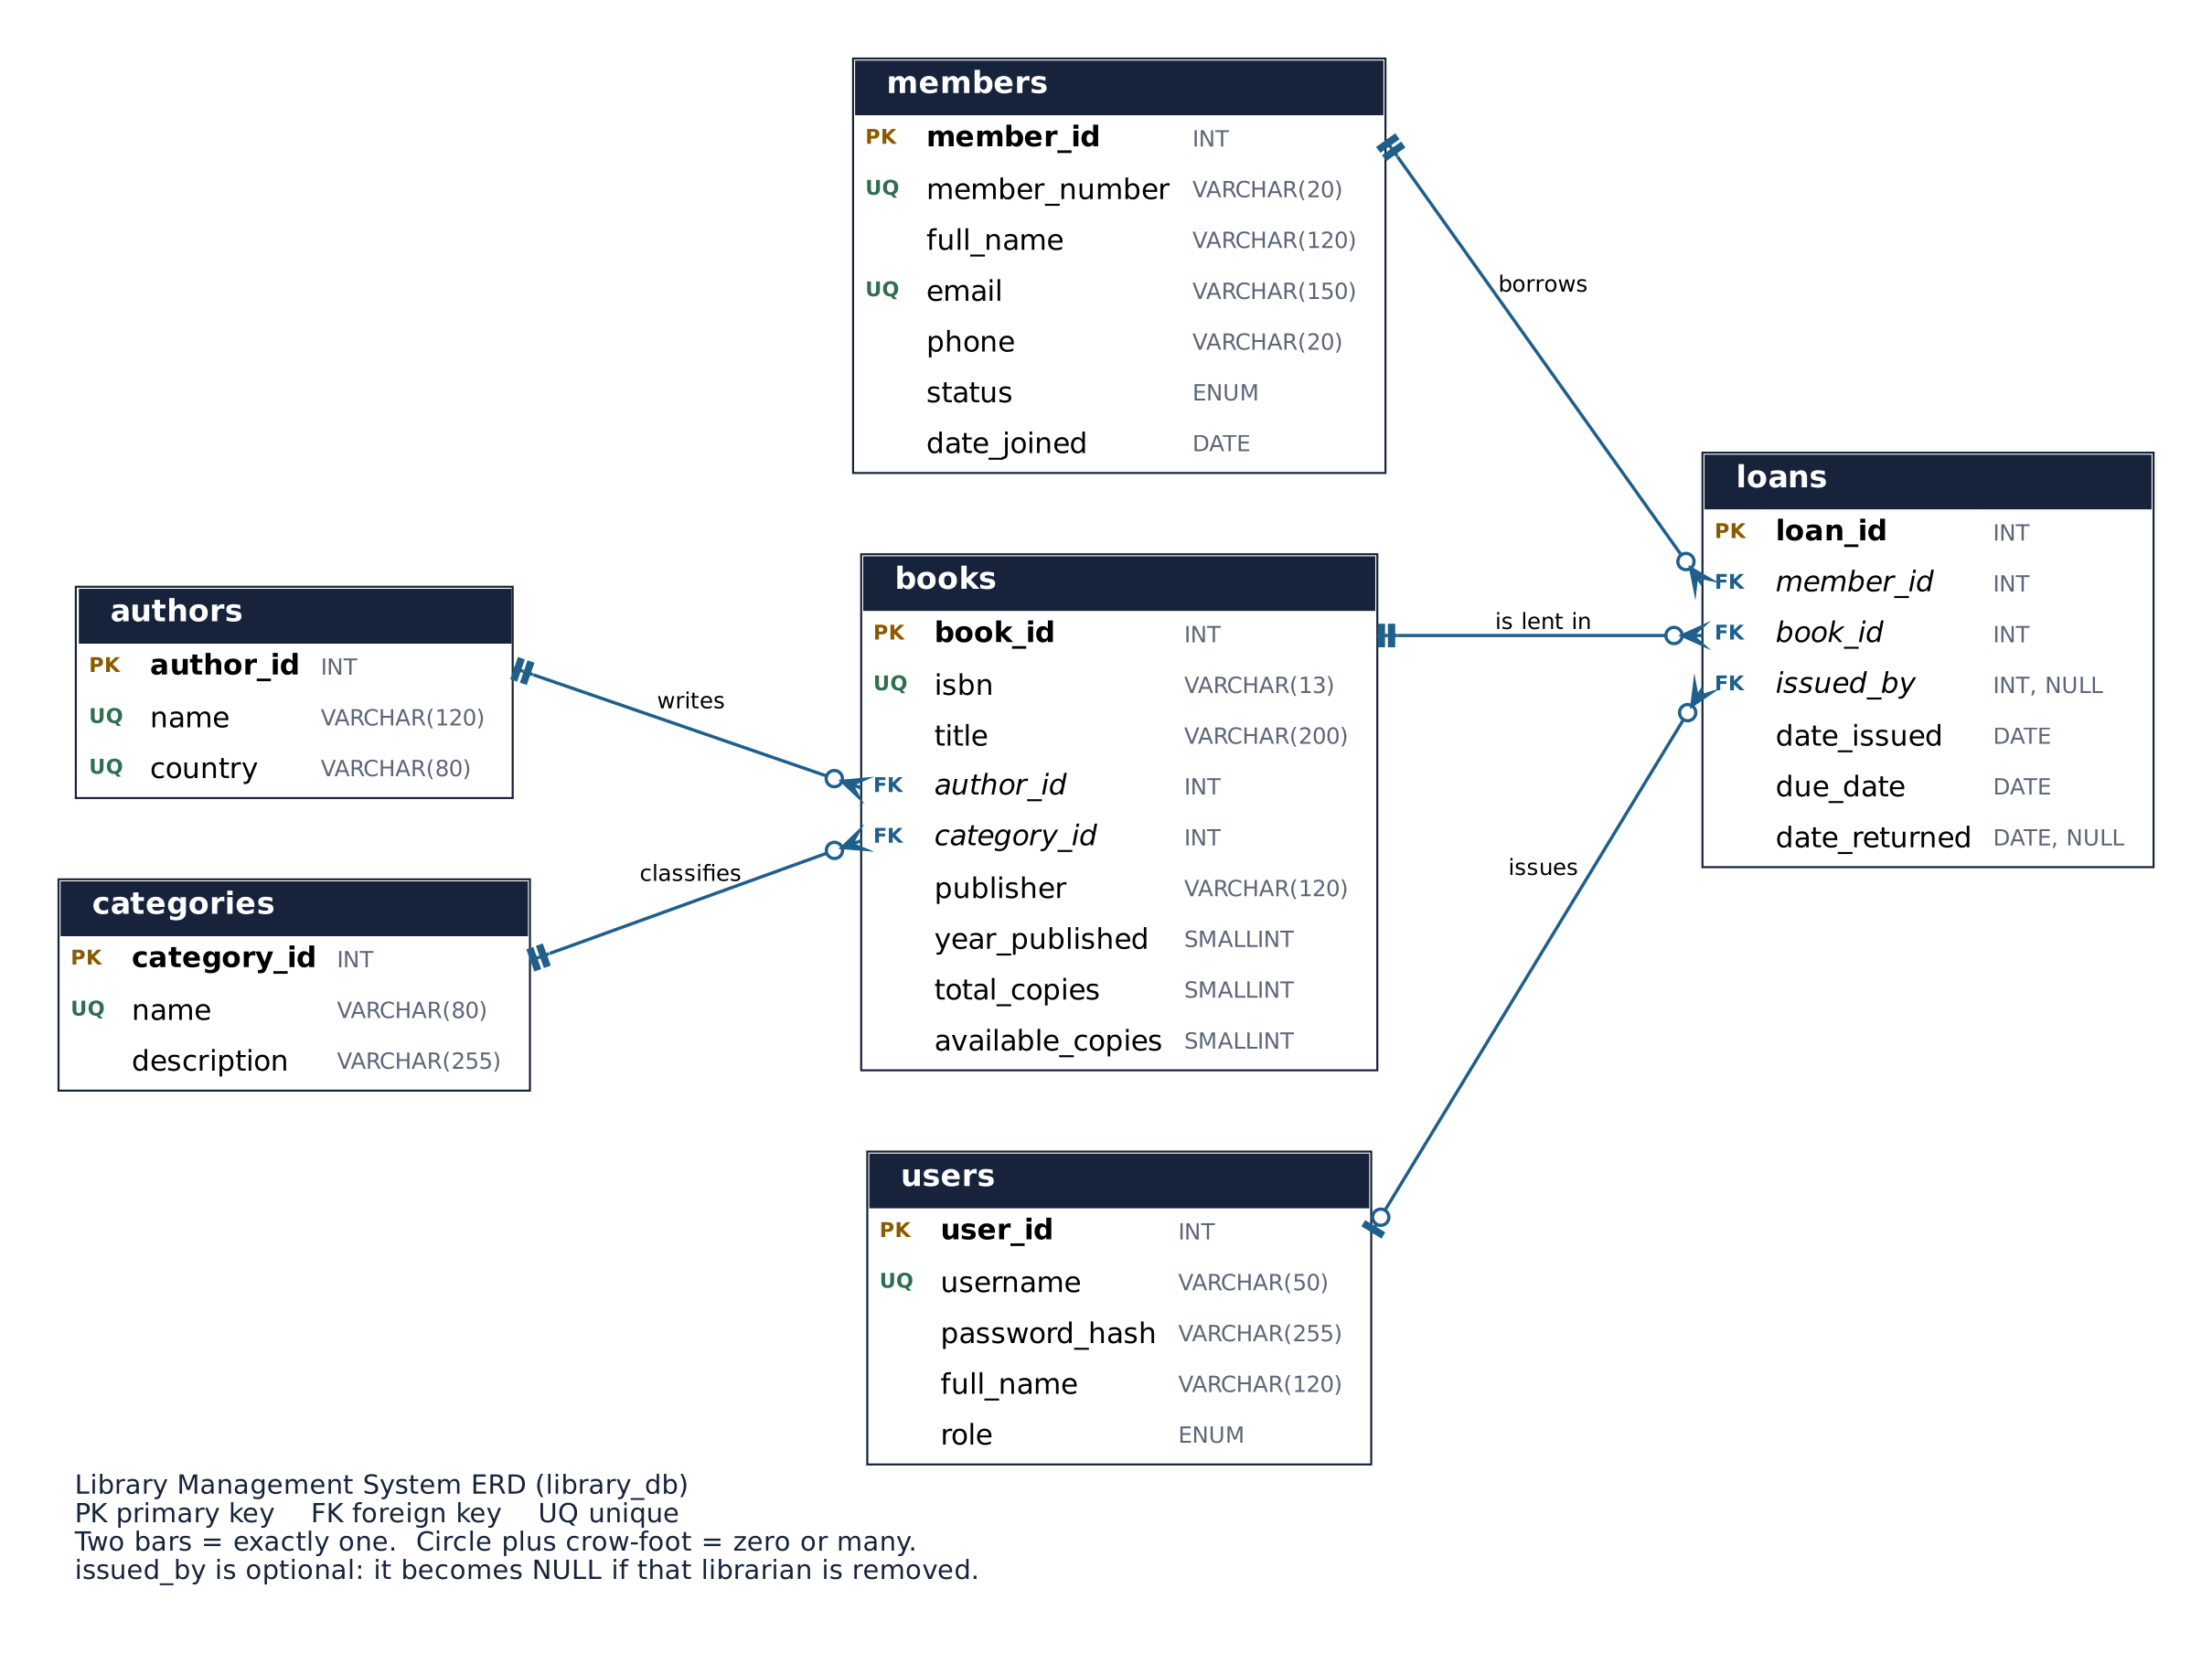 members
PK member_id INT
UQ member_number VARCHAR(20)
full_name VARCHAR(120)
UQ email VARCHAR(150)
phone VARCHAR(20)
status ENUM
date_joined DATE
borrows
loans
PK loan_id INT
FK member_id INT
FK book_id INT
FK issued_by INT, NULL
date_issued DATE
due_date DATE
date_returned DATE, NULL
is lent in
books
PK book_id INT
UQ isbn VARCHAR(13)
title VARCHAR(200)
FK author_id INT
FK category_id INT
publisher VARCHAR(120)
year_published SMALLINT
total_copies SMALLINT
available_copies SMALLINT
authors
PK author_id INT
UQ name VARCHAR(120)
UQ country VARCHAR(80)
writes
classifies
issues
categories
PK category_id INT
UQ name VARCHAR(80)
description VARCHAR(255)
users
PK user_id INT
UQ username VARCHAR(50)
password_hash VARCHAR(255)
full_name VARCHAR(120)
role ENUM
Library Management System ERD (library_db)
PK primary key FK foreign key UQ unique
Two bars = exactly one. Circle plus crow-foot = zero or many.
issued_by is optional: it becomes NULL if that librarian is removed.